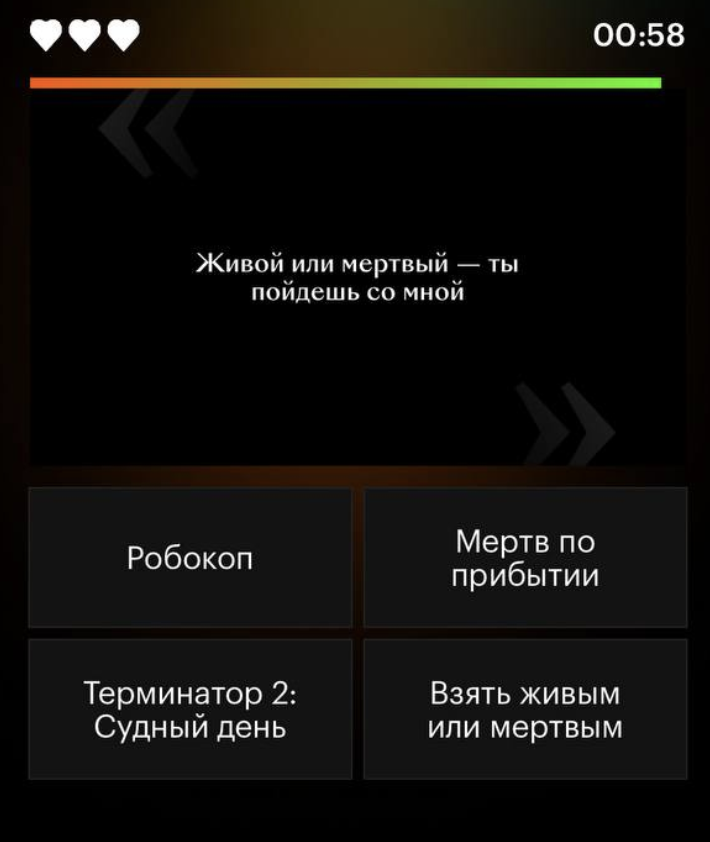 00:58
«
Живой или мертвый — ты
пойдешь со мной
»
Робокоп
Мертв по
прибытии
Терминатор 2:
Судный день
Взять живым
или мертвым